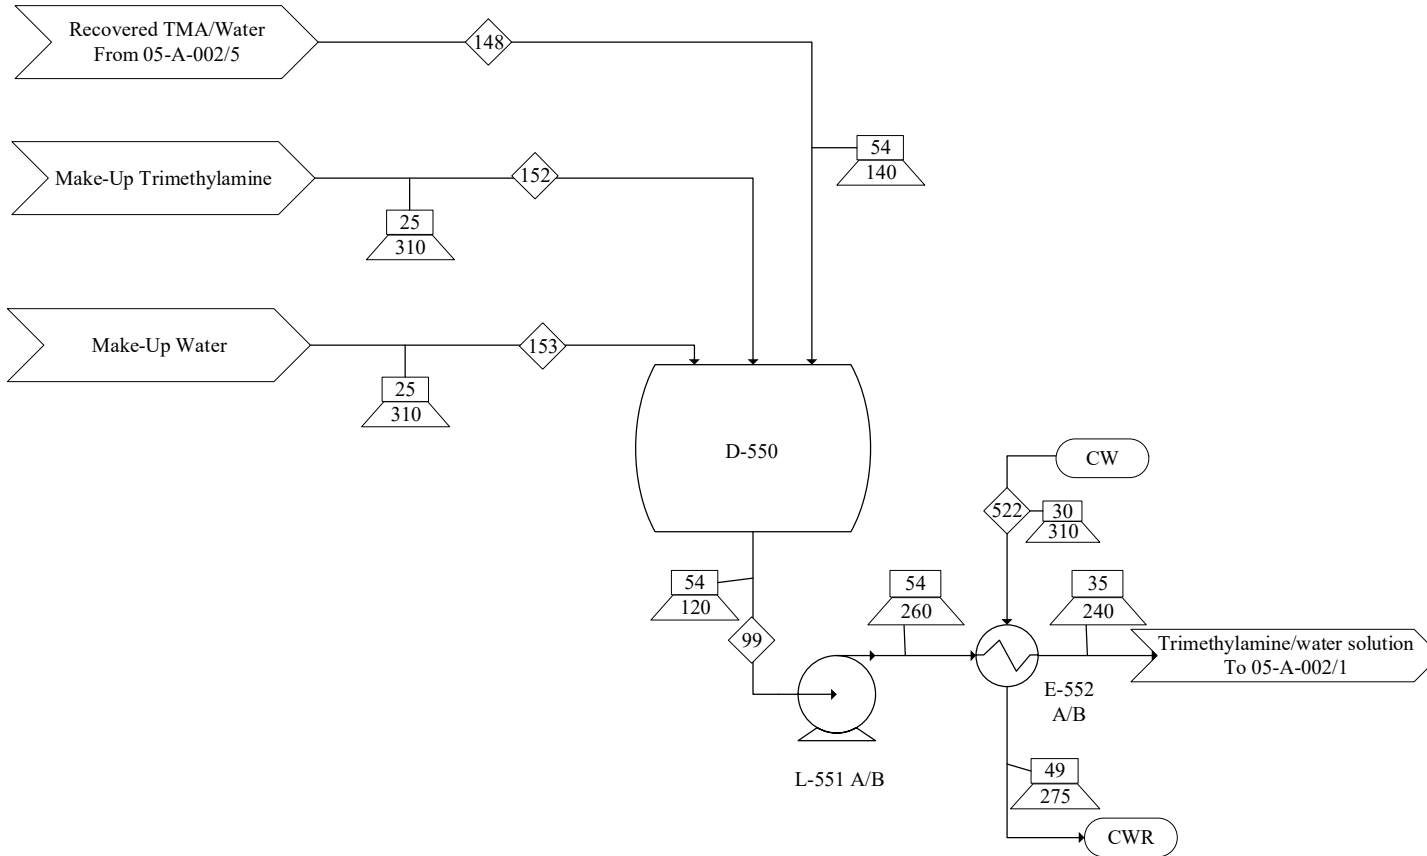 Recovered TMA/Water
From 05-A-002/5
148
54
140
Make-Up Trimethylamine
152
25
310
Make-Up Water
153
25
310
D-550
CW
522
30
310
54
120
99
54
260
35
240
Trimethylamine/water solution
To 05-A-002/1
E-552
A/B
L-551 A/B
49
275
CWR